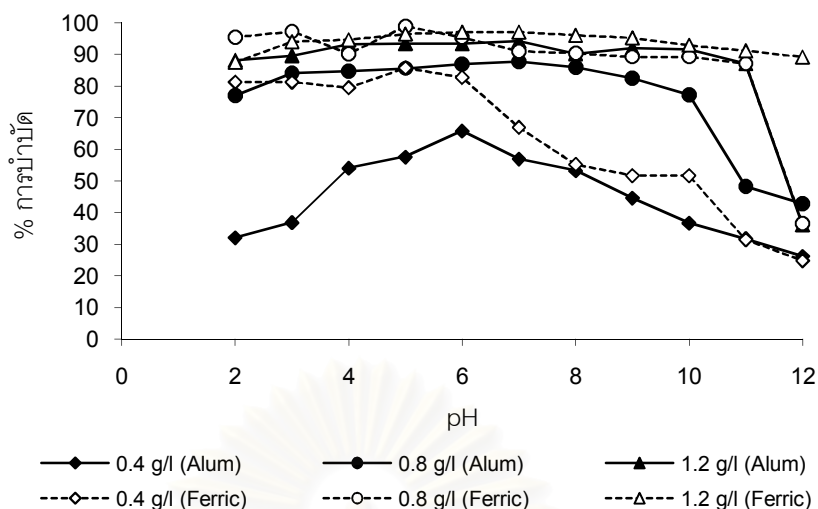 100
90
80
70
60
50
40
30
20
10
0
% การบำบัด
0 2 4 6 8 10 12
pH
0.4 g/l (Alum) 0.8 g/l (Alum) 1.2 g/l (Alum)
0.4 g/l (Ferric) 0.8 g/l (Ferric) 1.2 g/l (Ferric)